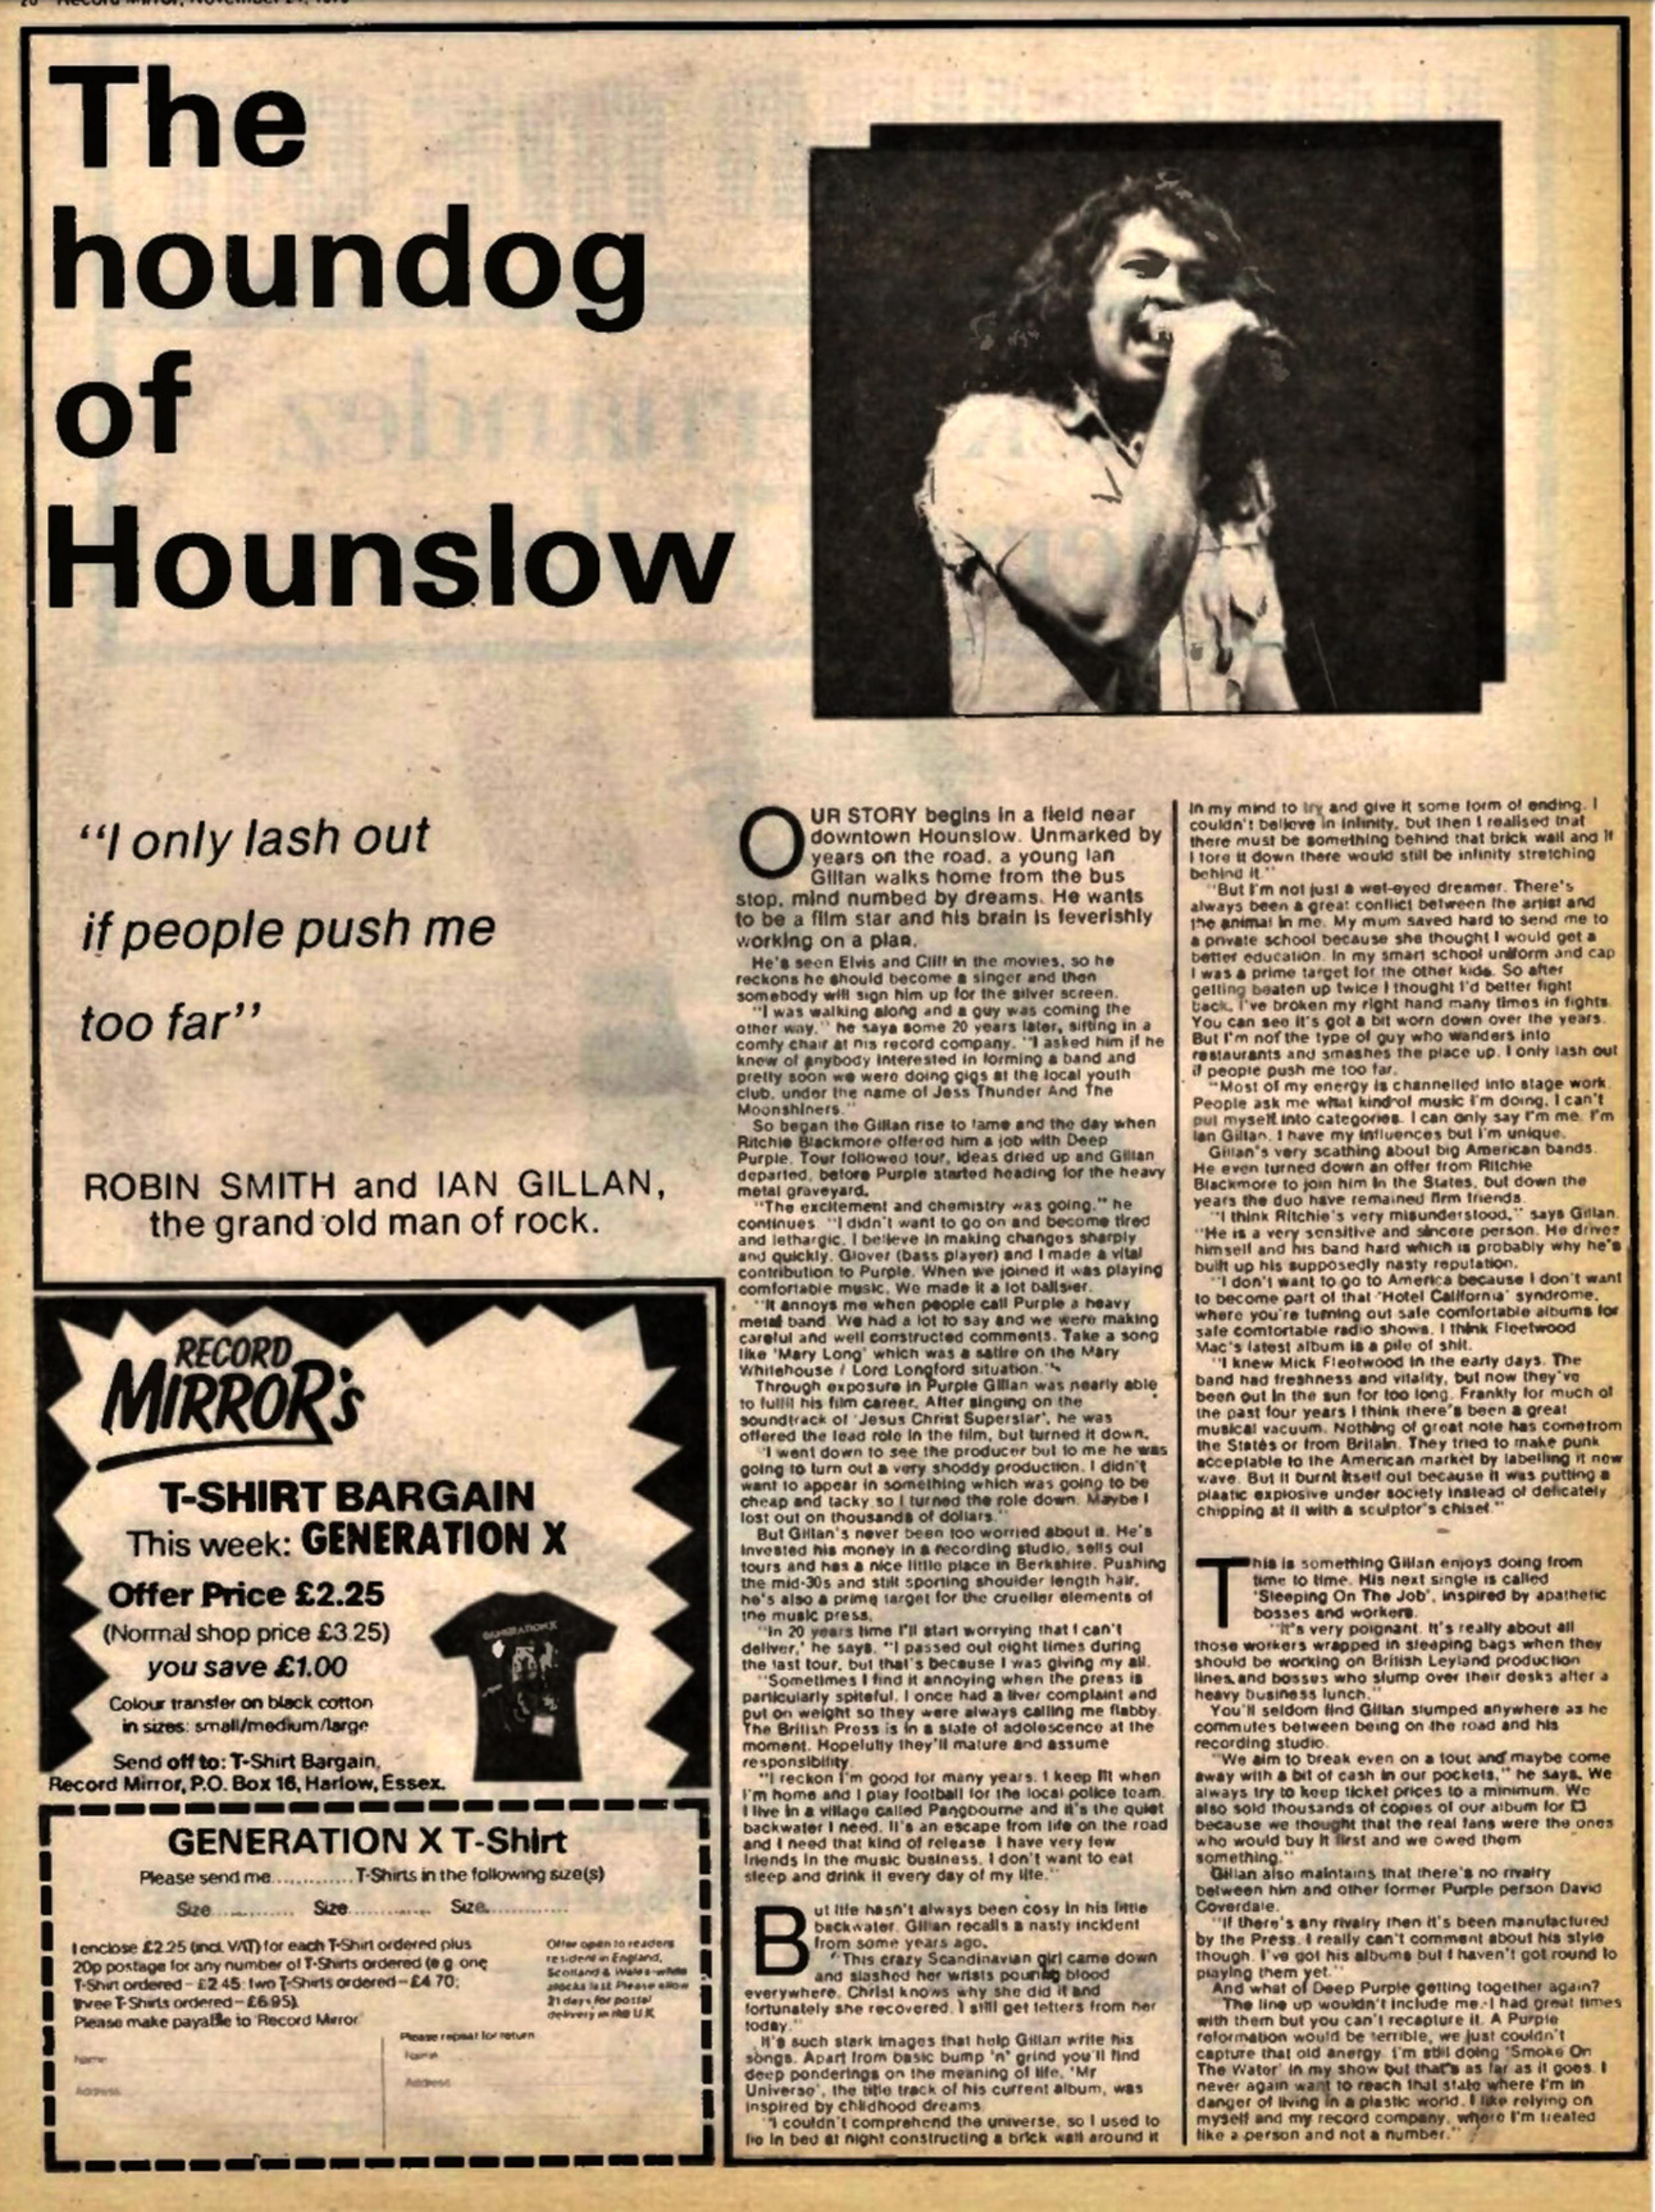 20 Record Mirror, November 24, 1979
The
houndog
of
Hounslow
"I only lash out
if people push me
too far"
ROBIN SMITH and IAN GILLAN,
the grand old man of rock.
OUR STORY begins in a field near
downtown Hounslow. Unmarked by
years on the road, a young Ian
Gillan walks home from the bus
stop, mind numbed by dreams. He wants
to be a film star and his brain is feverishly
working on a plan.
He's seen Elvis and Cliff in the movies, so he
reckons he should become a singer and then
somebody will sign him up for the silver screen.
"I was walking along and a guy was coming the
other way," he says some 20 years later, sitting in a
comfy chair at his record company. "I asked him if he
knew of anybody interested in forming a band and
pretty soon we were doing gigs at the local youth
club, under the name of Jess Thunder And The
Moonshiners."
So began the Gillan rise to fame and the day when
Ritchie Blackmore offered him a job with Deep
Purple. Tour followed tour, ideas dried up and Gillan
departed, before Purple started heading for the heavy
metal graveyard.
"The excitement and chemistry was going," he
continues. "I didn't want to go on and become tired
and lethargic. I believe in making changes sharply
and quickly. Glover (bass player) and I made a vital
contribution to Purple. When we joined it was playing
comfortable music. We made it a lot ballsier.
"It annoys me when people call Purple a heavy
metal band. We had a lot to say and we were making
careful and well constructed comments. Take a song
like 'Mary Long' which was a satire on the Mary
Whitehouse / Lord Longford situation."
Through exposure in Purple Gillan was nearly able
to fulfil his film career. After singing on the
soundtrack of 'Jesus Christ Superstar', he was
offered the lead role in the film, but turned it down.
"I went down to see the producer but to me he was
going to turn out a very shoddy production. I didn't
want to appear in something which was going to be
cheap and tacky so I turned the role down. Maybe I
lost out on thousands of dollars."
But Gillan's never been too worried about it. He's
invested his money in a recording studio, sells out
tours and has a nice little place in Berkshire. Pushing
the mid-30s and still sporting shoulder length hair,
he's also a prime target for the crueller elements of
the music press.
"In 20 years time I'll start worrying that I can't
deliver,' he says. "I passed out eight times during
the last tour, but that's because I was giving my all.
"Sometimes I find it annoying when the press is
particularly spiteful. I once had a liver complaint and
put on weight so they were always calling me flabby.
The British Press is in a state of adolescence at the
moment. Hopefully they'll mature and assume
responsibility.
"I reckon I'm good for many years. I keep fit when
I'm home and I play football for the local police team.
I live in a village called Pangbourne and it's the quiet
backwater I need. It's an escape from life on the road
and I need that kind of release. I have very few
friends in the music business. I don't want to eat
sleep and drink it every day of my life."
But life hasn't always been cosy in his little
backwater. Gillan recalls a nasty incident
from some years ago.
"This crazy Scandinavian girl came down
and slashed her wrists pouring blood
everywhere. Christ knows why she did it and
fortunately she recovered. I still get letters from her
today."
It's such stark images that help Gillan write his
songs. Apart from basic bump 'n' grind you'll find
deep ponderings on the meaning of life. 'Mr
Universe', the title track of his current album, was
inspired by childhood dreams.
"I couldn't comprehend the universe, so I used to
lie in bed at night constructing a brick wall around it
in my mind to try and give it some form of ending. I
couldn't believe in infinity, but then I realised that
there must be something behind that brick wall and if
I tore it down there would still be infinity stretching
behind it."
"But I'm not just a wet-eyed dreamer. There's
always been a great conflict between the artist and
the animal in me. My mum saved hard to send me to
a private school because she thought I would get a
better education. In my smart school uniform and cap
I was a prime target for the other kids. So after
getting beaten up twice I thought I'd better fight
back. I've broken my right hand many times in fights.
You can see it's got a bit worn down over the years.
But I'm not the type of guy who wanders into
restaurants and smashes the place up. I only lash out
if people push me too far.
"Most of my energy is channelled into stage work.
People ask me what kind of music I'm doing. I can't
put myself into categories. I can only say I'm me. I'm
Ian Gillan. I have my influences but I'm unique.
Gillan's very scathing about big American bands.
He even turned down an offer from Ritchie
Blackmore to join him in the States, but down the
years the duo have remained firm friends.
"I think Ritchie's very misunderstood," says Gillan.
"He is a very sensitive and sincere person. He drives
himself and his band hard which is probably why he's
built up his supposedly nasty reputation.
"I don't want to go to America because I don't want
to become part of that 'Hotel California' syndrome,
where you're turning out safe comfortable albums for
safe comfortable radio shows. I think Fleetwood
Mac's latest album is a pile of shit.
"I knew Mick Fleetwood in the early days. The
band had freshness and vitality, but now they've
been out in the sun for too long. Frankly for much of
the past four years I think there's been a great
musical vacuum. Nothing of great note has comefrom
the States or from Britain. They tried to make punk
acceptable to the American market by labelling it new
wave. But it burnt itself out because it was putting a
plastic explosive under society instead of delicately
chipping at it with a sculptor's chisel."
This is something Gillan enjoys doing from
time to time. His next single is called
'Sleeping On The Job', inspired by apathetic
bosses and workers.
"It's very poignant. It's really about all
those workers wrapped in sleeping bags when they
should be working on British Leyland production
lines and bosses who slump over their desks after a
heavy business lunch."
You'll seldom find Gillan slumped anywhere as he
commutes between being on the road and his
recording studio.
"We aim to break even on a tour and maybe come
away with a bit of cash in our pockets," he says. We
always try to keep ticket prices to a minimum. We
also sold thousands of copies of our album for £3
because we thought that the real fans were the ones
who would buy it first and we owed them
something."
Gillan also maintains that there's no rivalry
between him and other former Purple person David
Coverdale.
"If there's any rivalry then it's been manufactured
by the Press. I really can't comment about his style
though. I've got his albums but I haven't got round to
playing them yet."
And what of Deep Purple getting together again?
"The line up wouldn't include me. I had great times
with them but you can't recapture it. A Purple
reformation would be terrible, we just couldn't
capture that old anergy. I'm still doing 'Smoke On
The Water' in my show but that's as far as it goes. I
never again want to reach that state where I'm in
danger of living in a plastic world. I like relying on
myself and my record company, where I'm treated
like a person and not a number."
RECORD
MIRROR's
T-SHIRT BARGAIN
This week: GENERATION X
Offer Price £2.25
(Normal shop price £3.25)
you save £1.00
Colour transfer on black cotton
in sizes: small/medium/large
Send off to: T-Shirt Bargain,
Record Mirror, P.O. Box 16, Harlow, Essex.
GENERATION X
GENERATION X T-Shirt
Please send me.............T-Shirts in the following size(s)
Size............. Size............. Size.............
I enclose £2.25 (incl. VAT) for each T-Shirt ordered plus
20p postage for any number of T-Shirts ordered (e.g. one
T-Shirt ordered - £2.45: two T-Shirts ordered - £4.70;
three T-Shirts ordered - £6.95).
Please make payable to Record Mirror
Offer open to readers
resident in England,
Scotland & Wales - while
stocks last. Please allow
21 days for postal
delivery in the U.K.
Please repeat for return
Name
Address
Name
Address